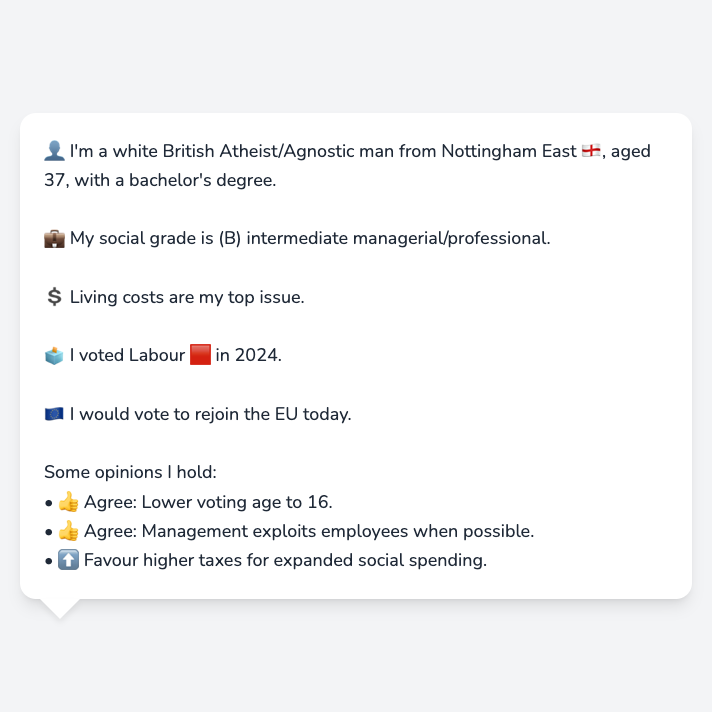 👤 I'm a white British Atheist/Agnostic man from Nottingham East 🏴󠁧󠁢󠁥󠁮󠁧󠁿, aged
37, with a bachelor's degree.
💼 My social grade is (B) intermediate managerial/professional.
💲 Living costs are my top issue.
🗳️ I voted Labour 🟥 in 2024.
🇪🇺 I would vote to rejoin the EU today.
Some opinions I hold:
• 👍 Agree: Lower voting age to 16.
• 👍 Agree: Management exploits employees when possible.
• ⬆️ Favour higher taxes for expanded social spending.